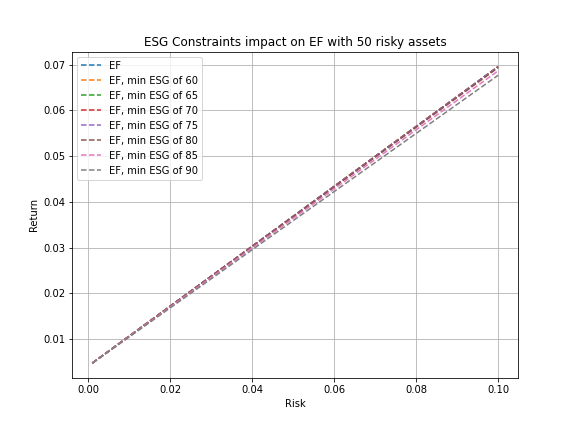 ESG Constraints impact on EF with 50 risky assets
EF
EF, min ESG of 60
EF, min ESG of 65
EF, min ESG of 70
EF, min ESG of 75
EF, min ESG of 80
EF, min ESG of 85
EF, min ESG of 90
0.07
0.06
0.05
0.04
0.03
0.02
0.01
Return
0.00 0.02 0.04 0.06 0.08 0.10
Risk